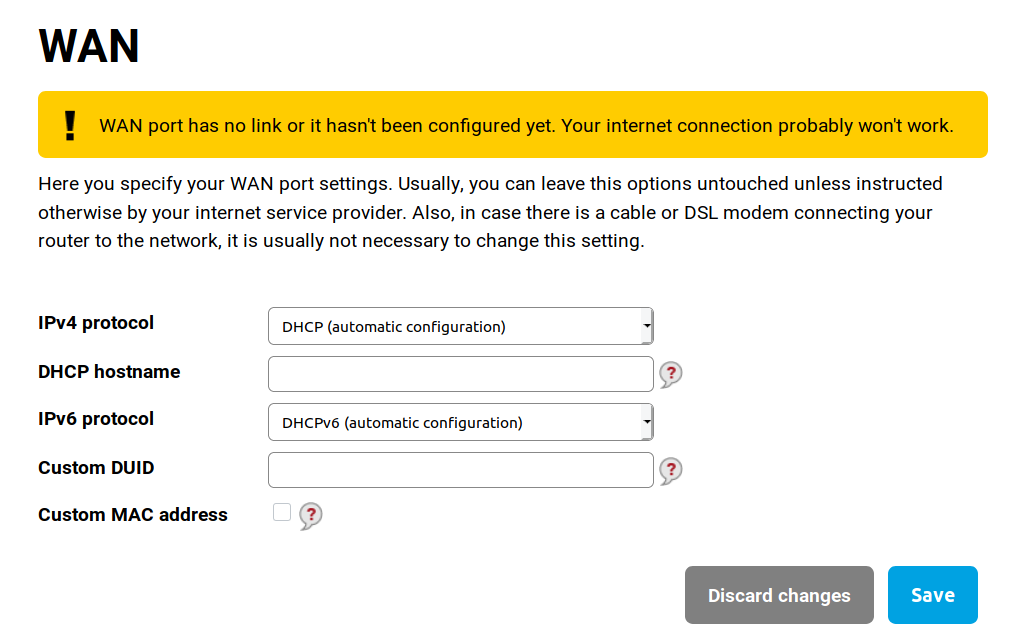 WAN
! WAN port has no link or it hasn't been configured yet. Your internet connection probably won't work.
Here you specify your WAN port settings. Usually, you can leave this options untouched unless instructed
otherwise by your internet service provider. Also, in case there is a cable or DSL modem connecting your
router to the network, it is usually not necessary to change this setting.
IPv4 protocol DHCP (automatic configuration)
DHCP hostname ?
IPv6 protocol DHCPv6 (automatic configuration)
Custom DUID ?
Custom MAC address ?
Discard changes Save